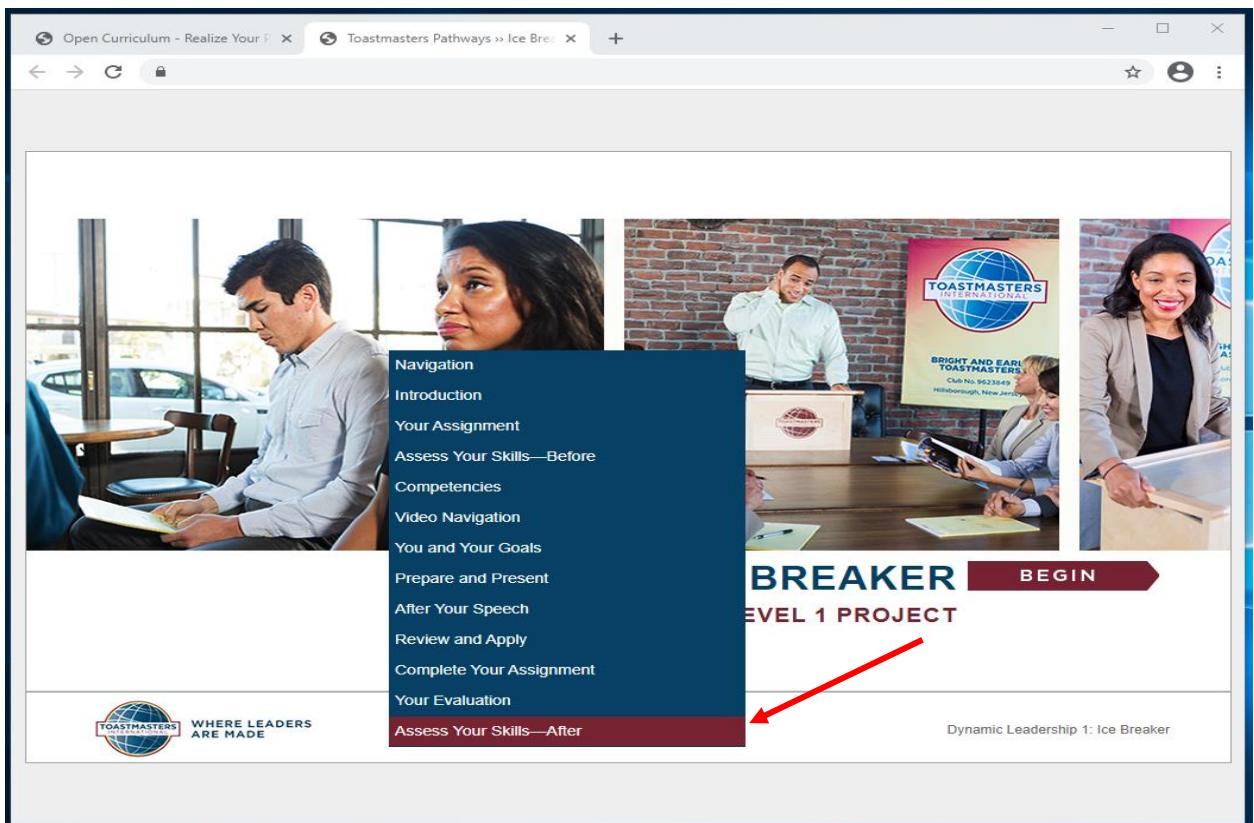 Open Curriculum - Realize Your P
Toastmasters Pathways ›› Ice Brea
TOASTMASTERS
INTERNATIONAL
BRIGHT AND EARLY
TOASTMASTERS
Club No. 9623849
Hillsborough, New Jersey
Navigation
Introduction
Your Assignment
Assess Your Skills—Before
Competencies
Video Navigation
You and Your Goals
Prepare and Present
After Your Speech
Review and Apply
Complete Your Assignment
Your Evaluation
Assess Your Skills—After
BREAKER
BEGIN
EVEL 1 PROJECT
TOASTMASTERS
INTERNATIONAL
WHERE LEADERS
ARE MADE
Dynamic Leadership 1: Ice Breaker